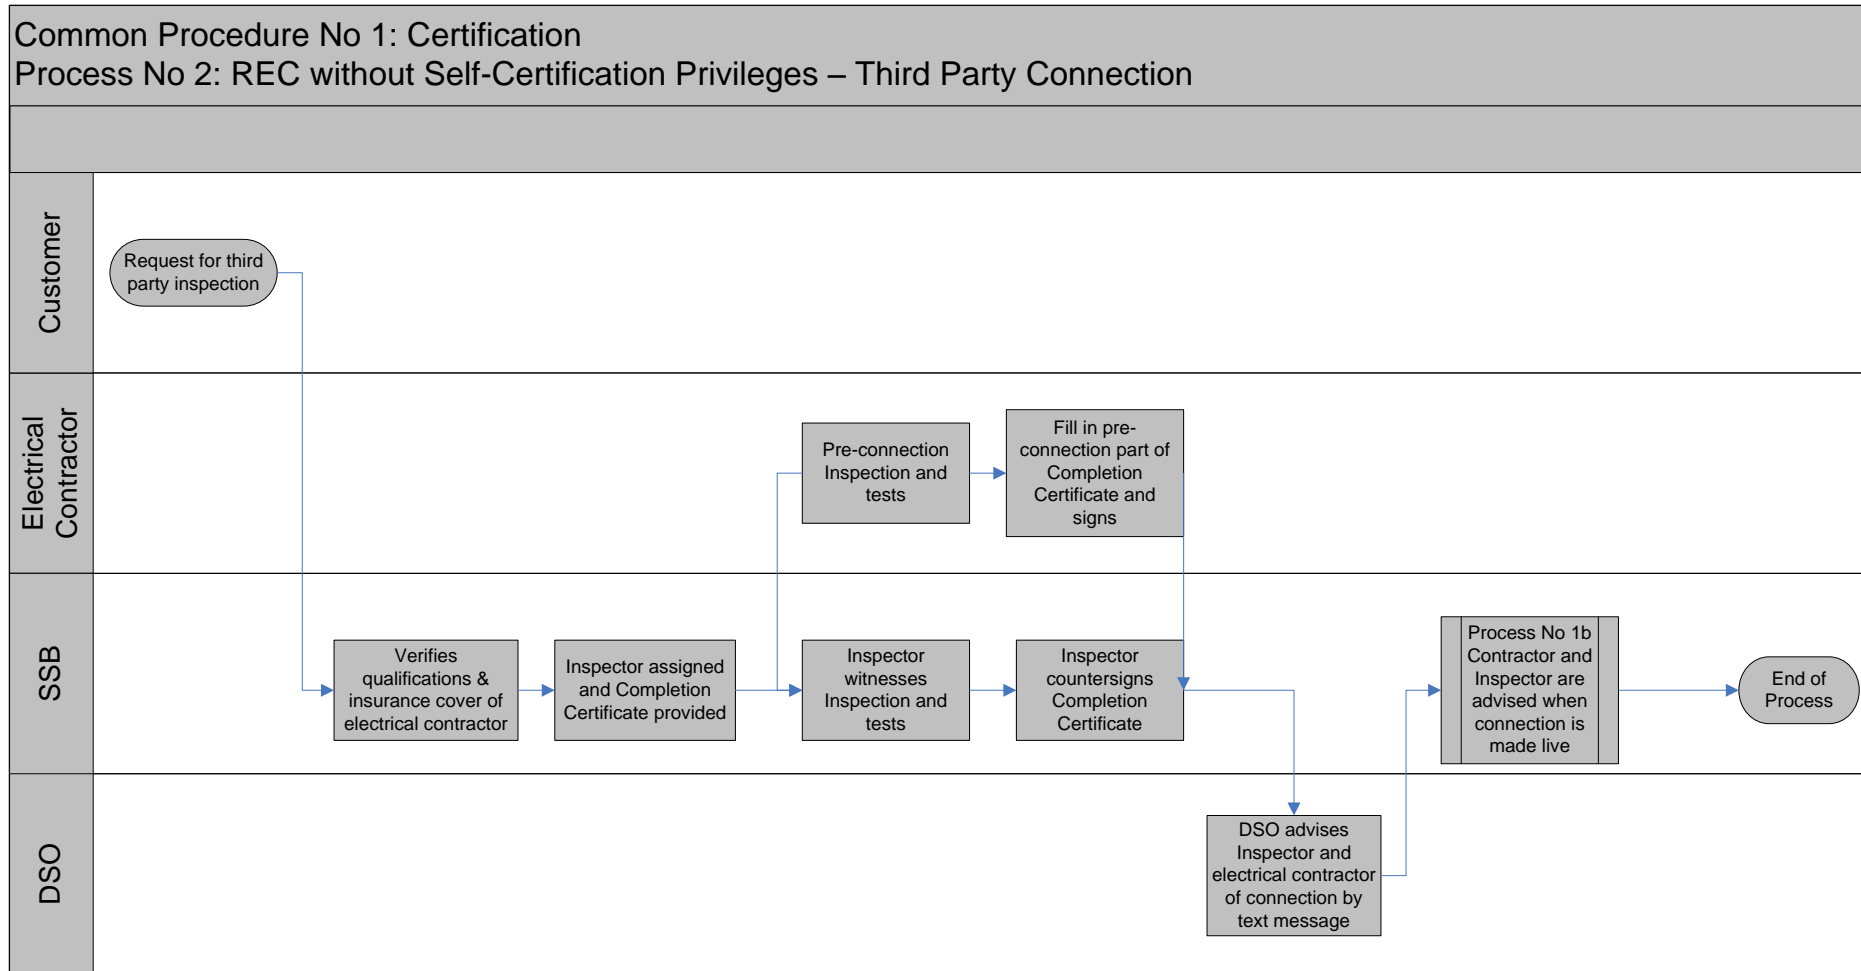 Common Procedure No 1: Certification
Process No 2: REC without Self-Certification Privileges – Third Party Connection
Customer
Request for third
party inspection
Electrical
Contractor
Pre-connection
Inspection and
tests
Fill in pre-
connection part of
Completion
Certificate and
signs
SSB
Verifies
qualifications &
insurance cover of
electrical contractor
Inspector assigned
and Completion
Certificate provided
Inspector
witnesses
Inspection and
tests
Inspector
countersigns
Completion
Certificate
Process No 1b
Contractor and
Inspector are
advised when
connection is
made live
End of
Process
DSO
DSO advises
Inspector and
electrical contractor
of connection by
text message